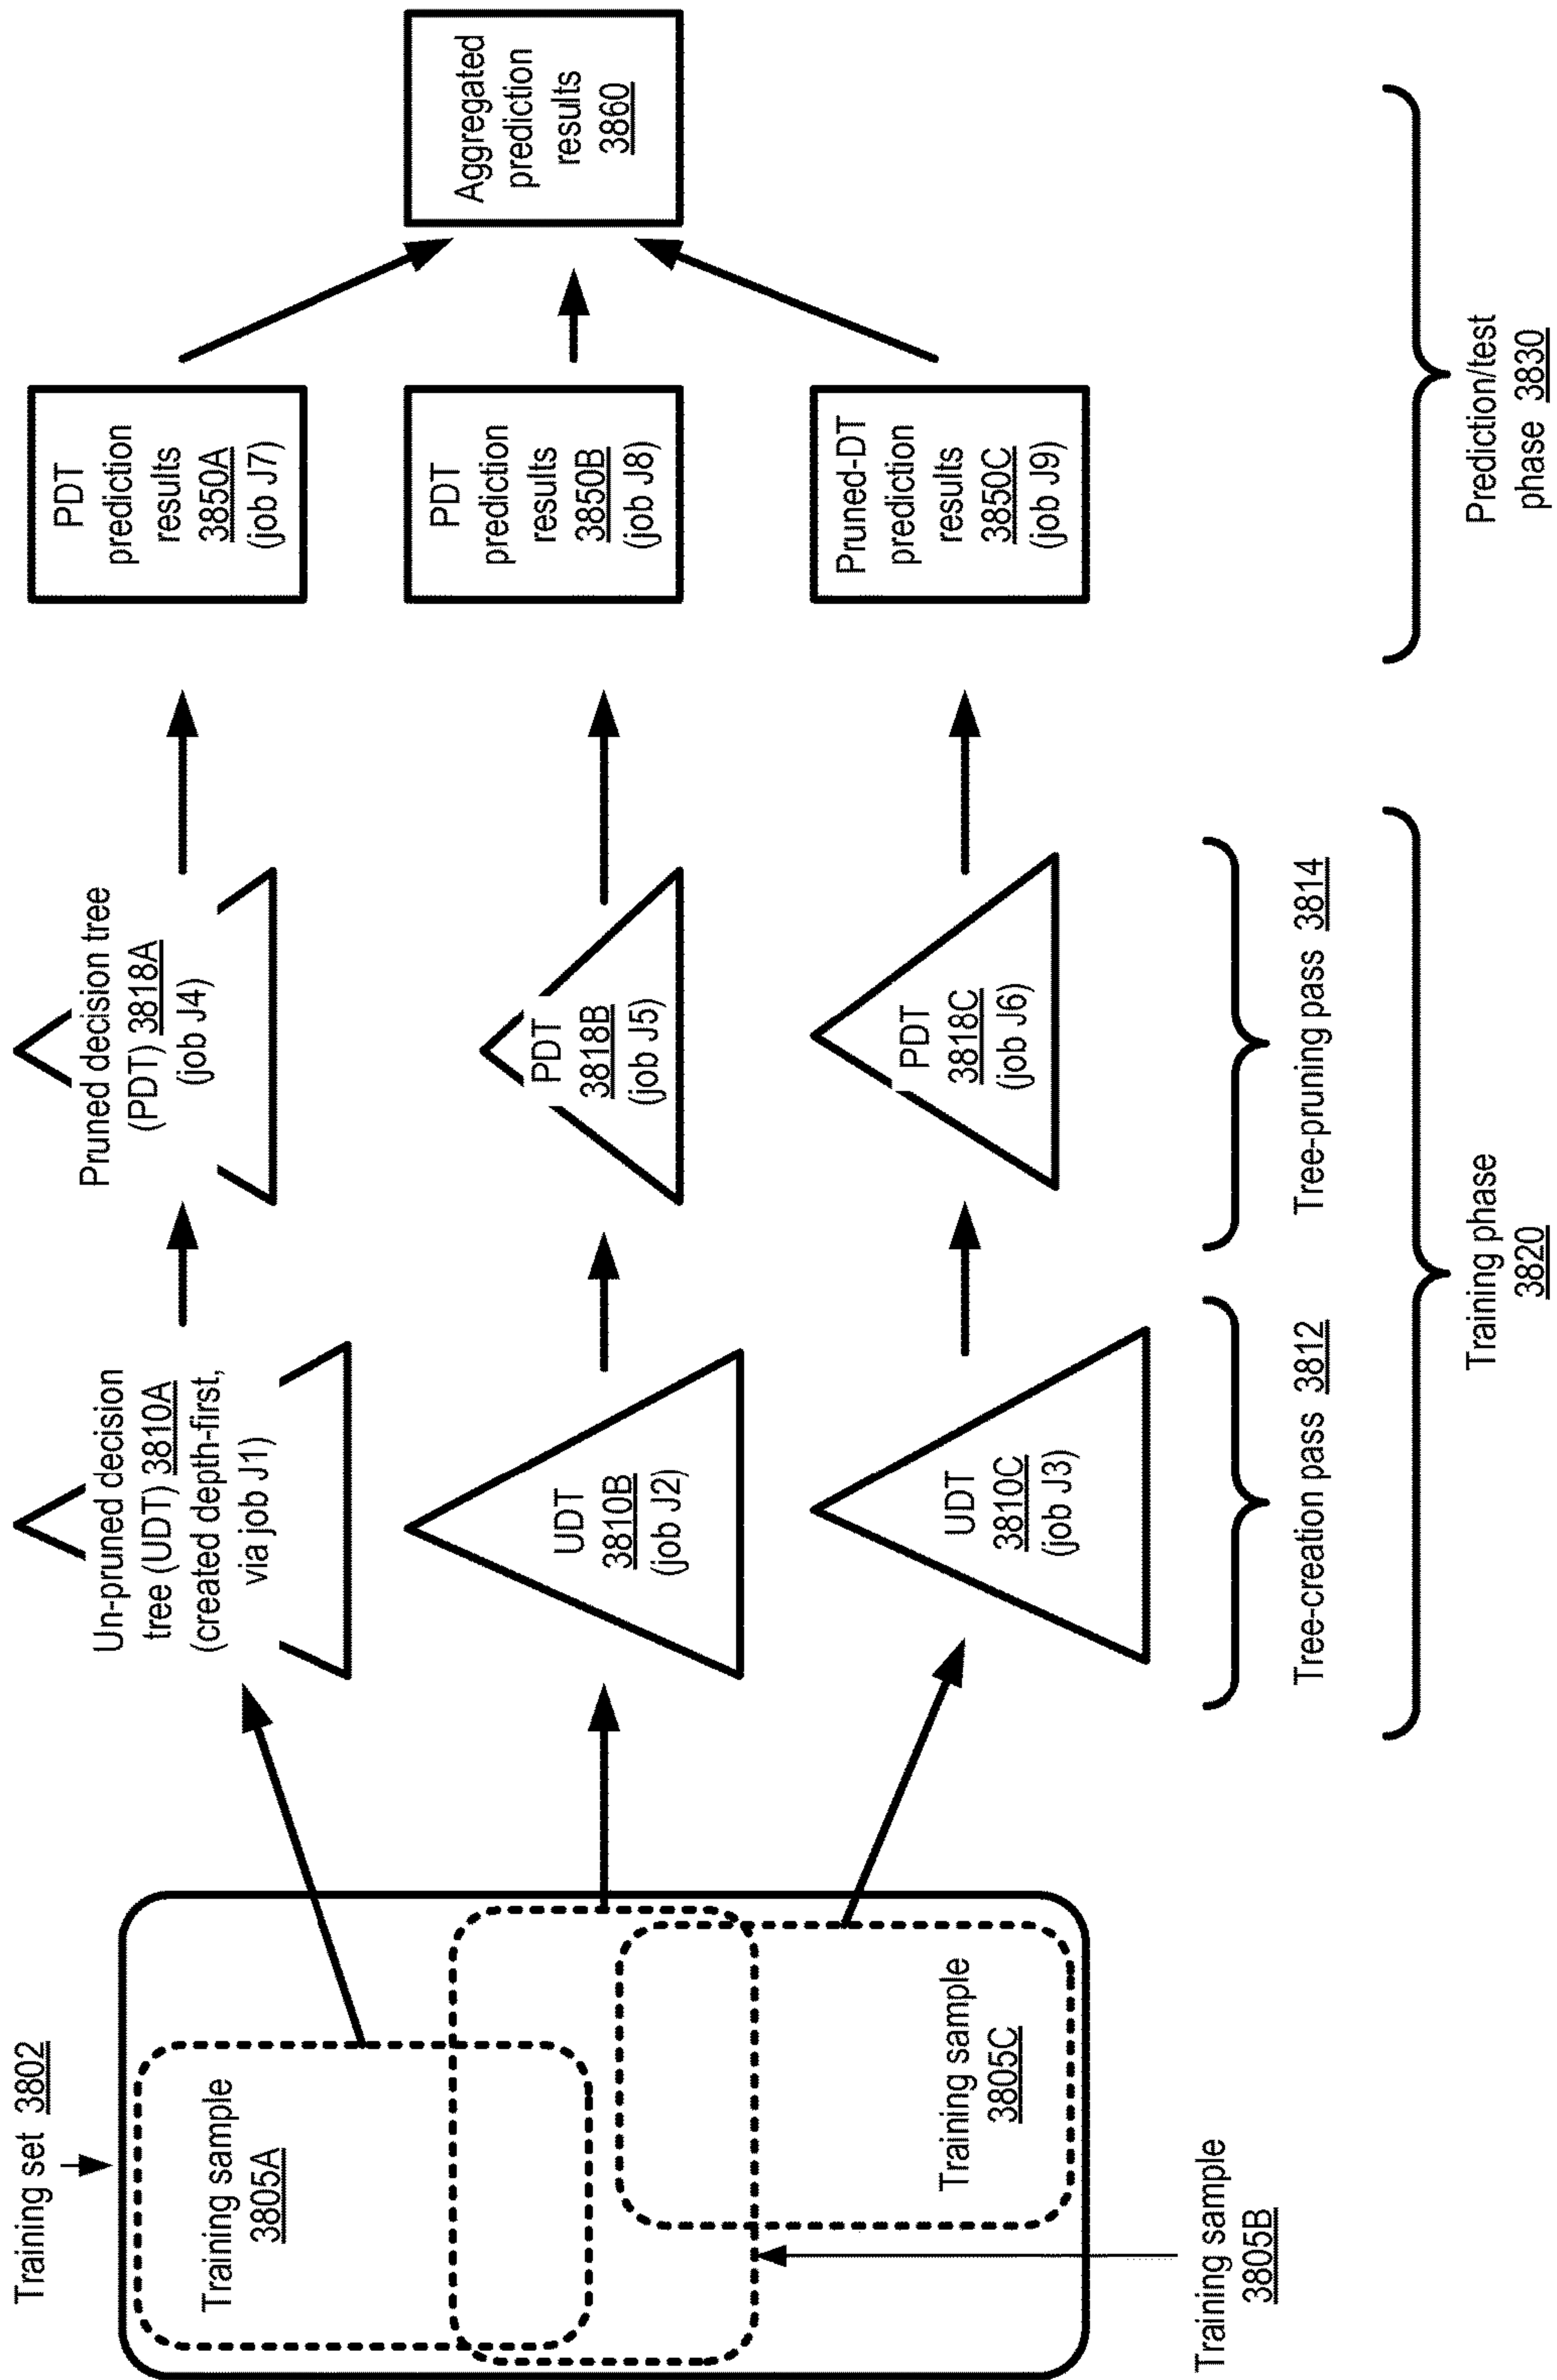 Training set 3802
Training sample
3805A
Training sample
3805C
Training sample
3805B
Un-pruned decision
tree (UDT) 3810A
(created depth-first,
via job J1)
UDT
3810B
(job J2)
UDT
3810C
(job J3)
Tree-creation pass 3812
Pruned decision tree
(PDT) 3818A
(job J4)
PDT
3818B
(job J5)
PDT
3818C
(job J6)
Tree-pruning pass 3814
Training phase
3820
PDT
prediction
results
3850A
(job J7)
PDT
prediction
results
3850B
(job J8)
Pruned-DT
prediction
results
3850C
(job J9)
Aggregated
prediction
results
3860
Prediction/test
phase 3830